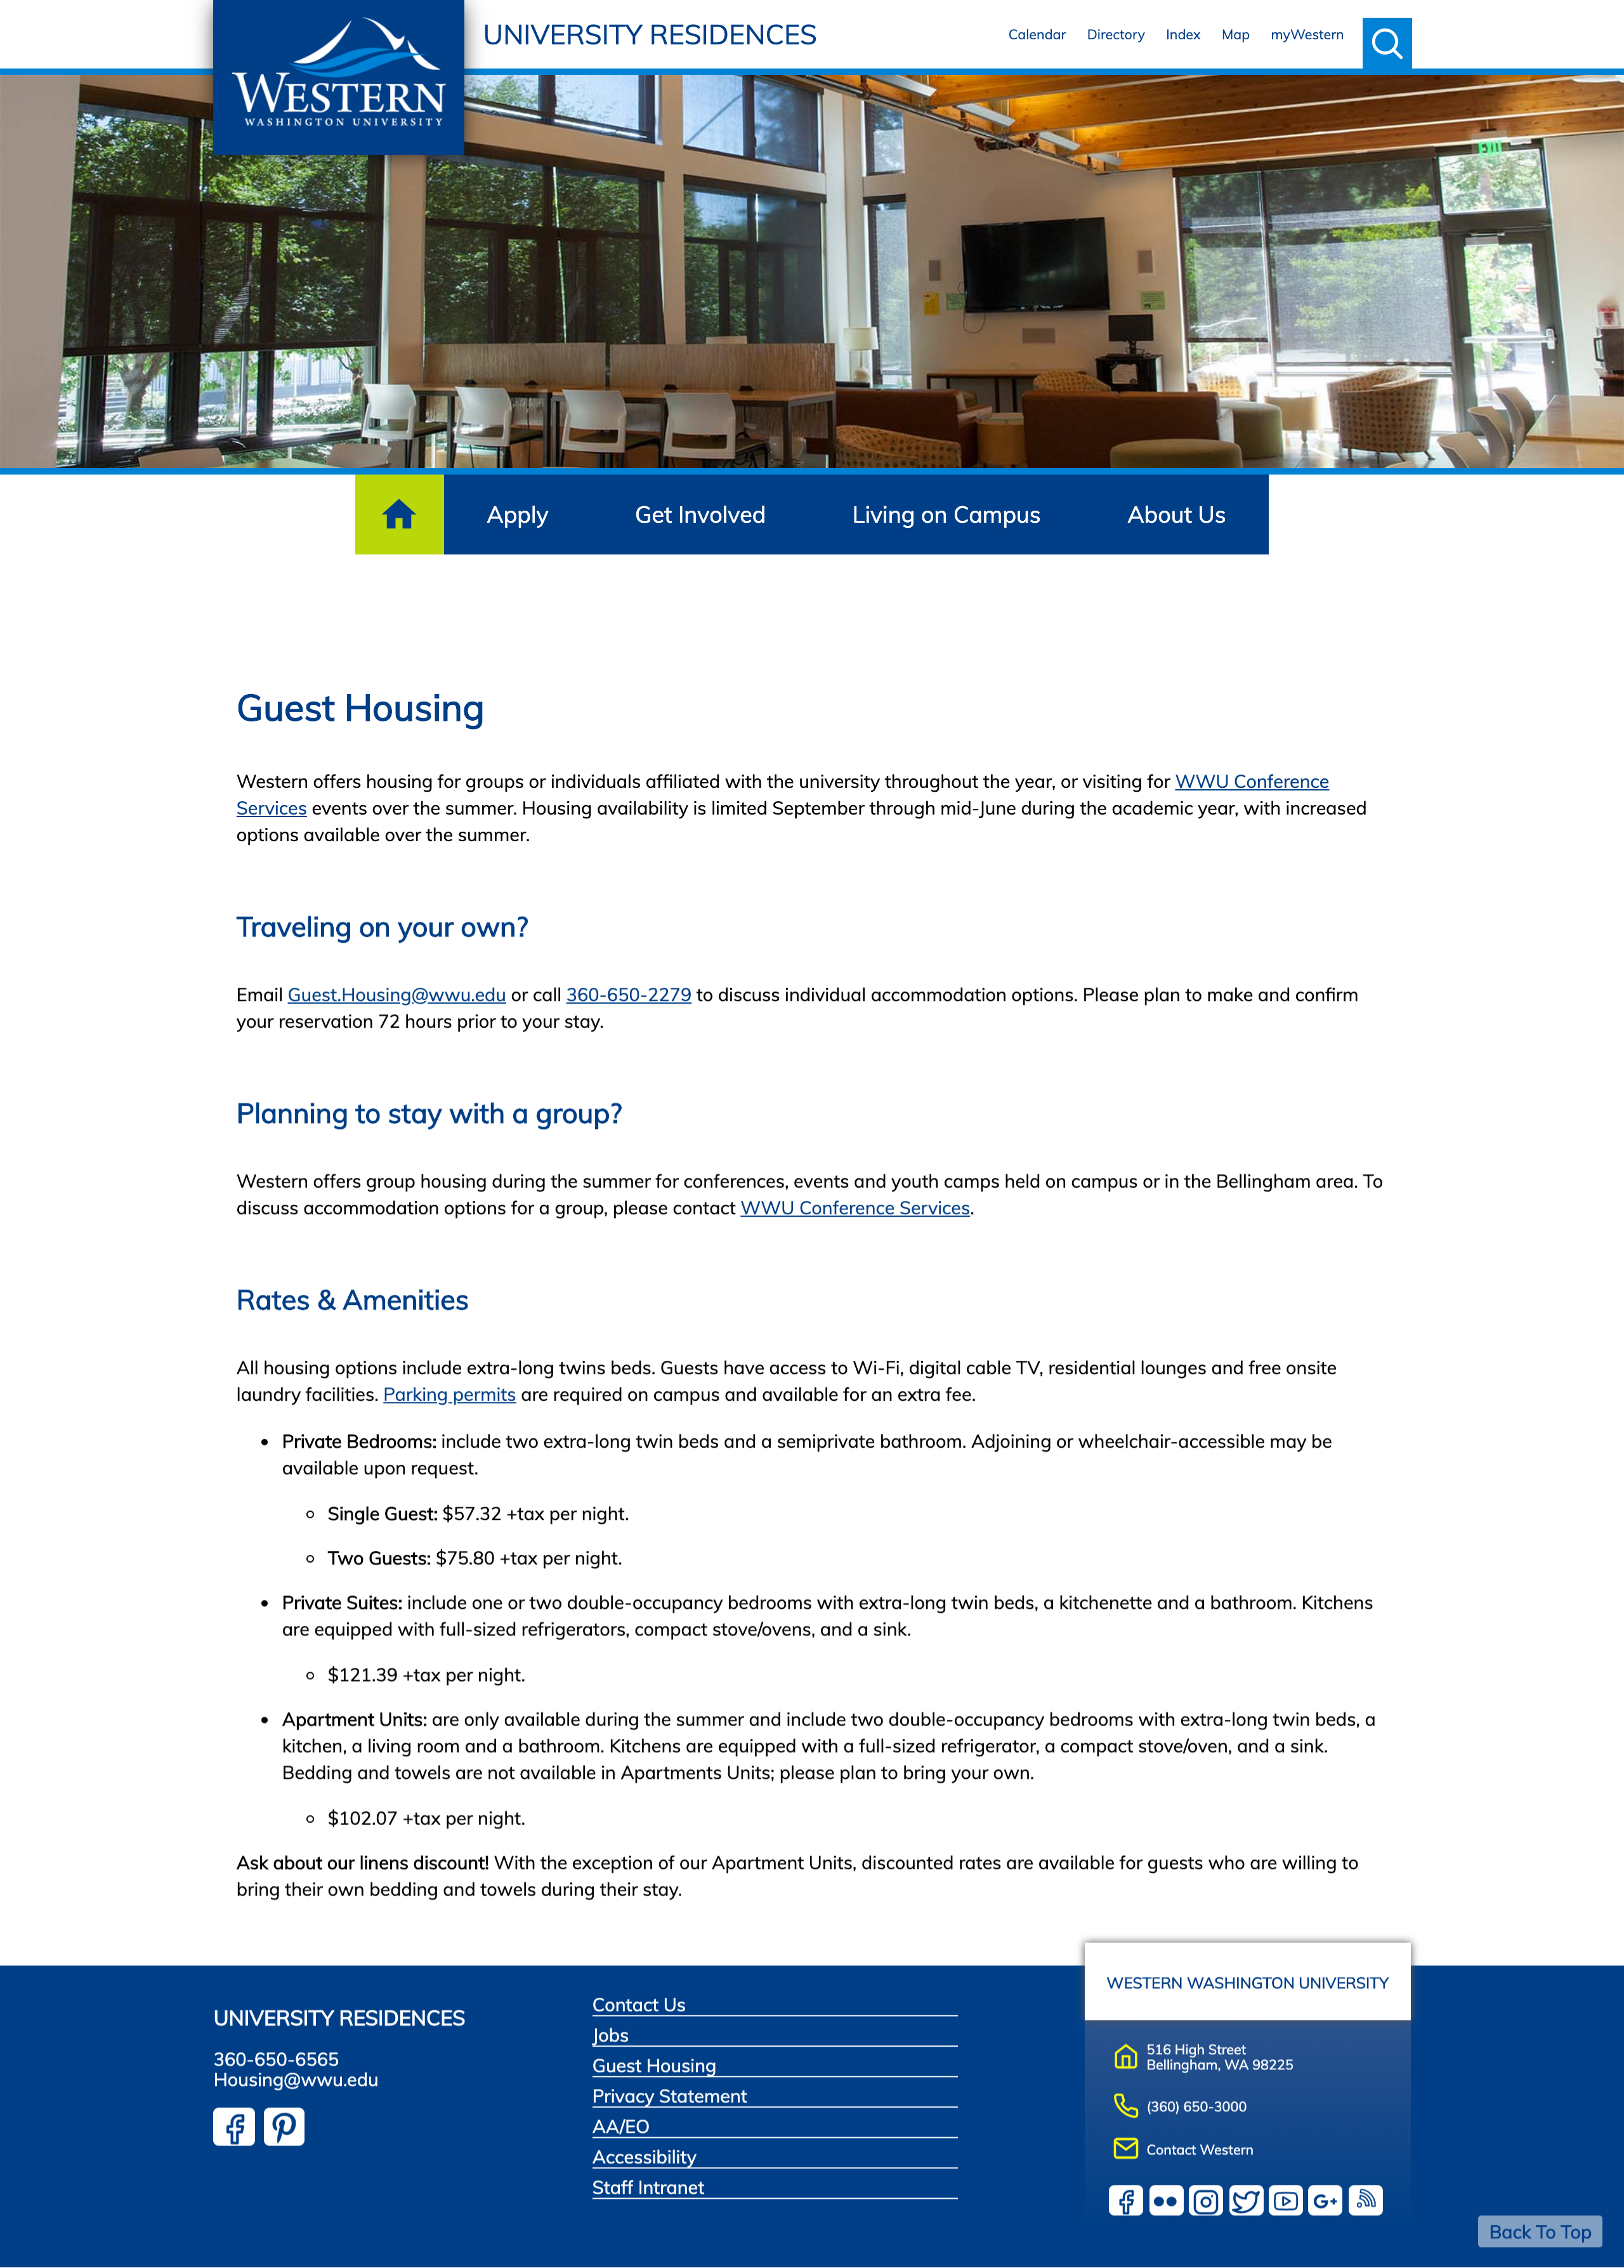 WESTERN
WASHINGTON UNIVERSITY
UNIVERSITY RESIDENCES
Calendar Directory Index Map myWestern
EXIT
Apply Get Involved Living on Campus About Us
Guest Housing
Western offers housing for groups or individuals affiliated with the university throughout the year, or visiting for WWU Conference
Services events over the summer. Housing availability is limited September through mid-June during the academic year, with increased
options available over the summer.
Traveling on your own?
Email Guest.Housing@wwu.edu or call 360-650-2279 to discuss individual accommodation options. Please plan to make and confirm
your reservation 72 hours prior to your stay.
Planning to stay with a group?
Western offers group housing during the summer for conferences, events and youth camps held on campus or in the Bellingham area. To
discuss accommodation options for a group, please contact WWU Conference Services.
Rates & Amenities
All housing options include extra-long twins beds. Guests have access to Wi-Fi, digital cable TV, residential lounges and free onsite
laundry facilities. Parking permits are required on campus and available for an extra fee.
• Private Bedrooms: include two extra-long twin beds and a semiprivate bathroom. Adjoining or wheelchair-accessible may be
available upon request.
◦ Single Guest: $57.32 +tax per night.
◦ Two Guests: $75.80 +tax per night.
• Private Suites: include one or two double-occupancy bedrooms with extra-long twin beds, a kitchenette and a bathroom. Kitchens
are equipped with full-sized refrigerators, compact stove/ovens, and a sink.
◦ $121.39 +tax per night.
• Apartment Units: are only available during the summer and include two double-occupancy bedrooms with extra-long twin beds, a
kitchen, a living room and a bathroom. Kitchens are equipped with a full-sized refrigerator, a compact stove/oven, and a sink.
Bedding and towels are not available in Apartments Units; please plan to bring your own.
◦ $102.07 +tax per night.
Ask about our linens discount! With the exception of our Apartment Units, discounted rates are available for guests who are willing to
bring their own bedding and towels during their stay.
UNIVERSITY RESIDENCES
360-650-6565
Housing@wwu.edu
Contact Us
Jobs
Guest Housing
Privacy Statement
AA/EO
Accessibility
Staff Intranet
WESTERN WASHINGTON UNIVERSITY
516 High Street
Bellingham, WA 98225
(360) 650-3000
Contact Western
G+
Back To Top